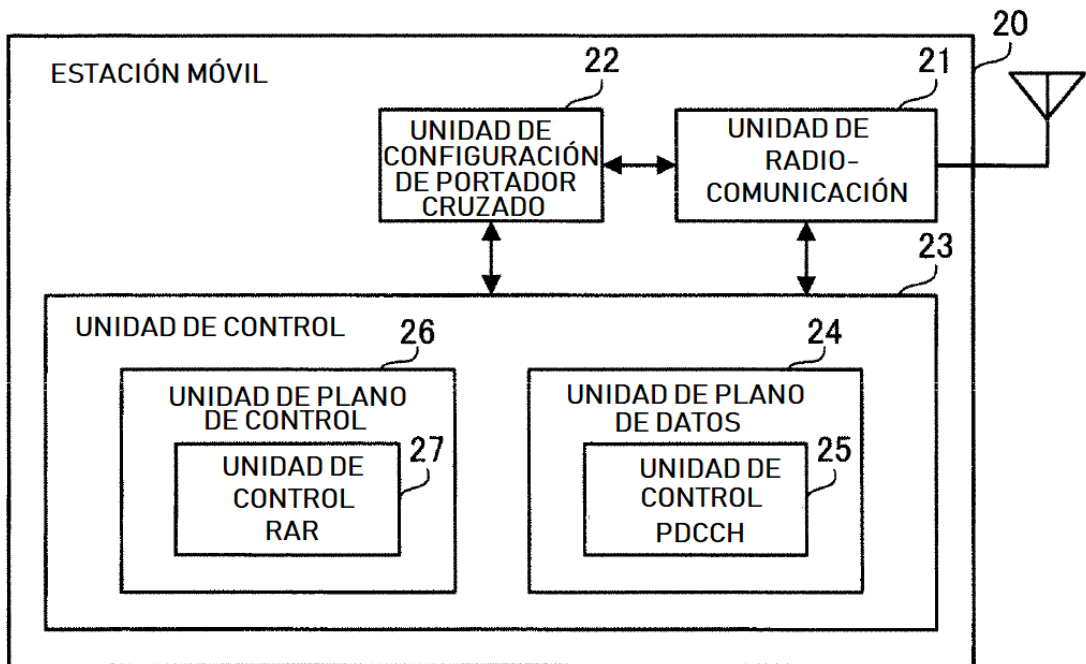 20
ESTACIÓN MÓVIL
22
21
UNIDAD DE
CONFIGURACIÓN
DE PORTADOR
CRUZADO
UNIDAD DE
RADIO-
COMUNICACIÓN
23
UNIDAD DE CONTROL
26
24
UNIDAD DE PLANO
DE CONTROL
UNIDAD DE PLANO
DE DATOS
27
UNIDAD DE
CONTROL
RAR
25
UNIDAD DE
CONTROL
PDCCH